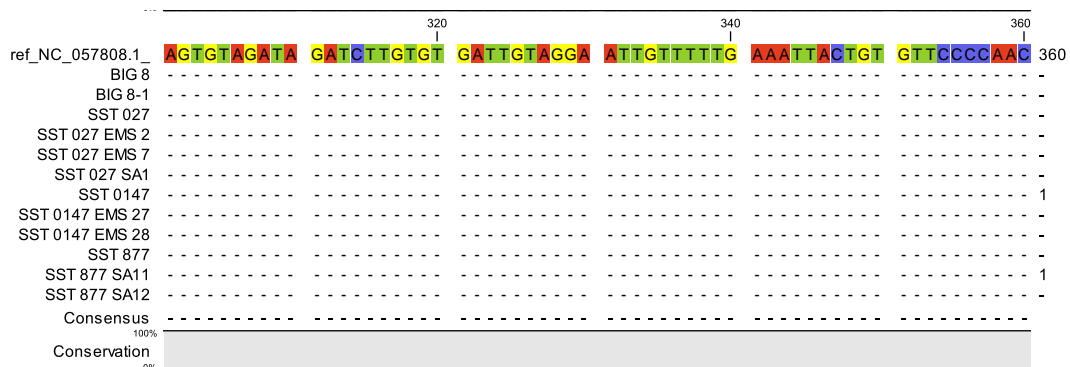 320 340 360
ref_NC_057808.1_ AGTGTAGATA GATCTTGTGT GATTGTAGGA ATTGTTTTTG AAATTACTGT GTTCCCCAAC 360
BIG 8 ---------- ---------- ---------- ---------- ---------- ---------- -
BIG 8-1 ---------- ---------- ---------- ---------- ---------- ---------- -
SST 027 ---------- ---------- ---------- ---------- ---------- ---------- -
SST 027 EMS 2 ---------- ---------- ---------- ---------- ---------- ---------- -
SST 027 EMS 7 ---------- ---------- ---------- ---------- ---------- ---------- -
SST 027 SA1 ---------- ---------- ---------- ---------- ---------- ---------- -
SST 0147 ---------- ---------- ---------- ---------- ---------- ---------- 1
SST 0147 EMS 27 ---------- ---------- ---------- ---------- ---------- ---------- -
SST 0147 EMS 28 ---------- ---------- ---------- ---------- ---------- ---------- -
SST 877 ---------- ---------- ---------- ---------- ---------- ---------- -
SST 877 SA11 ---------- ---------- ---------- ---------- ---------- ---------- 1
SST 877 SA12 ---------- ---------- ---------- ---------- ---------- ---------- -
Consensus ---------- ---------- ---------- ---------- ---------- ---------- -
100%
Conservation